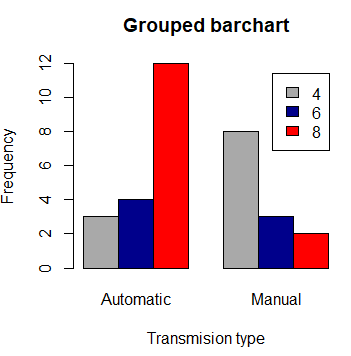 Grouped barchart
Frequency
12
10
8
6
4
2
0
4
6
8
Automatic
Manual
Transmision type